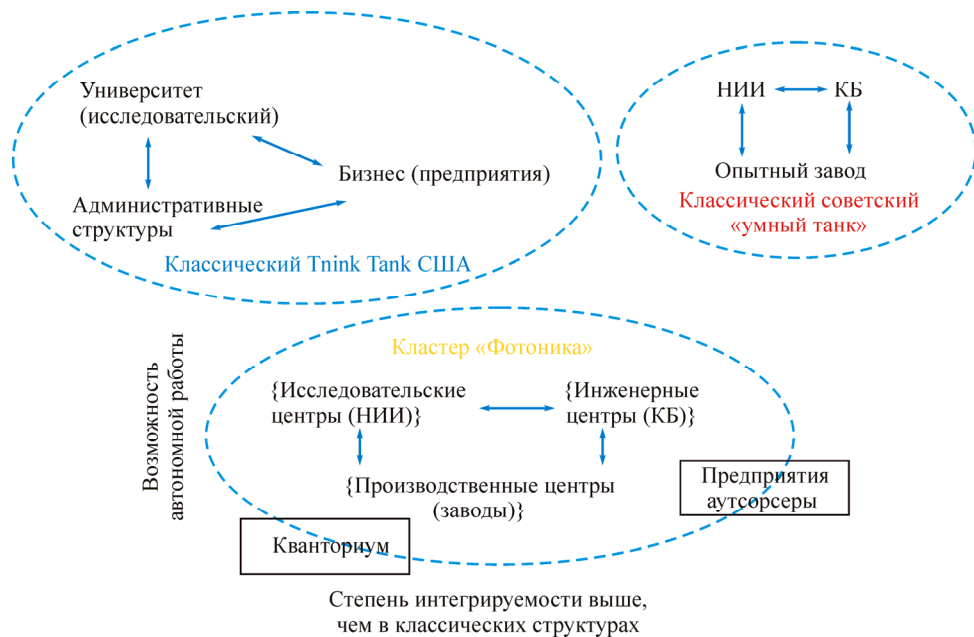 Университет
(исследовательский)
Бизнес (предприятия)
Административные
структуры
Классический Tnink Tank США
НИИ
КБ
Опытный завод
Классический советский
«умный танк»
Возможность
автономной работы
Кластер «Фотоника»
{Исследовательские
центры (НИИ)}
{Инженерные
центры (КБ)}
{Производственные центры
(заводы)}
Предприятия
аутсорсеры
Кванториум
Степень интегрируемости выше,
чем в классических структурах